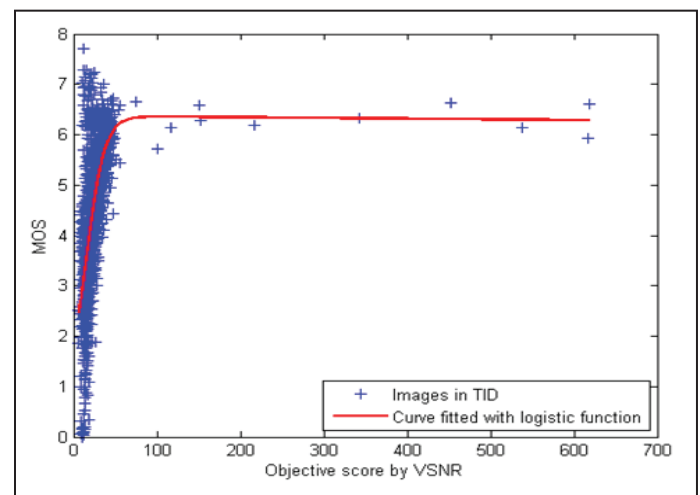 8
7
6
5
4
3
2
1
0
MOS
0 100 200 300 400 500 600 700
Objective score by VSNR
Images in TID
Curve fitted with logistic function